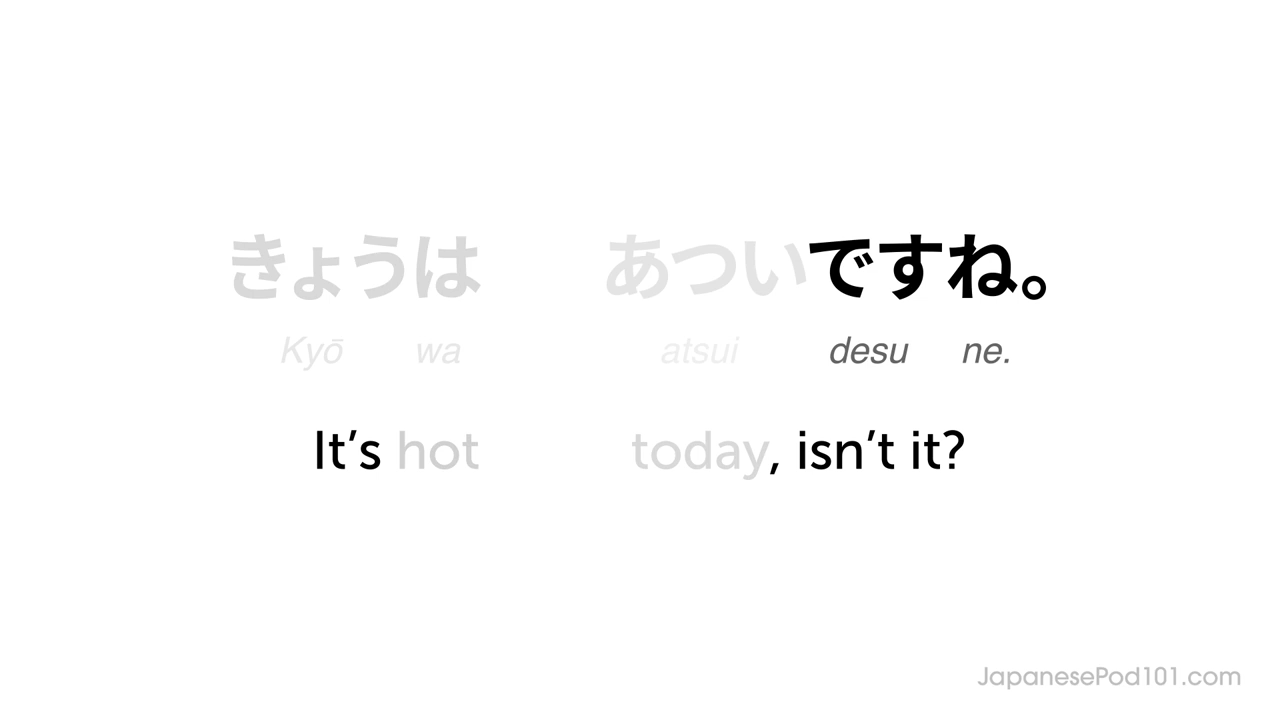 きょうは あついですね。
Kyō wa atsui desu ne.
It's hot today, isn't it?
JapanesePod101.com